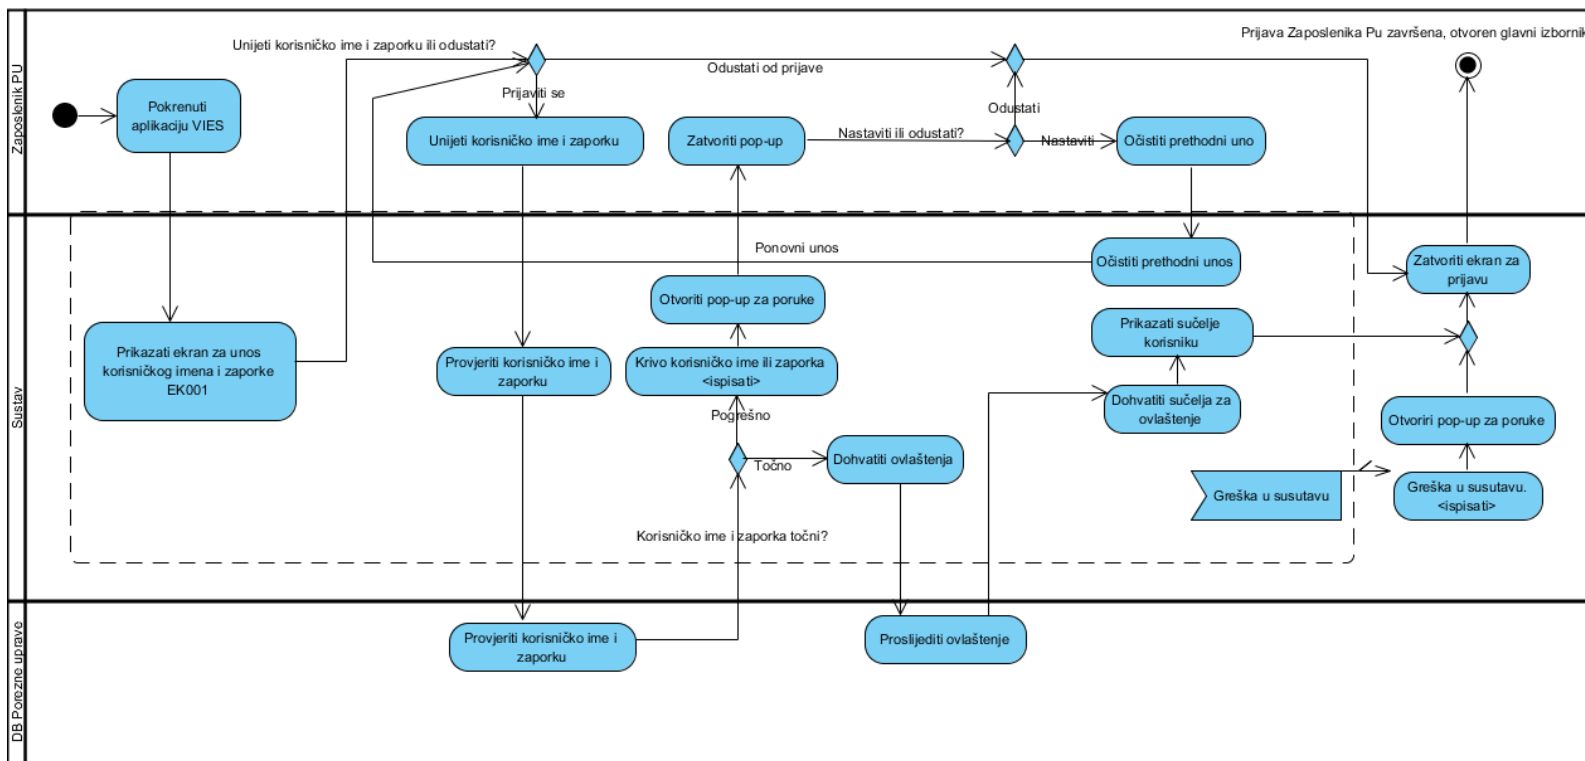 Prijava Zaposlenika Pu završena, otvoren glavni izbornik
Unijeti korisničko ime i zaporku ili odustati?
Zaposlenik PU
Odustati od prijave
Prijaviti se
Pokrenuti
aplikaciju VIES
Odustati
Unijeti korisničko ime i zaporku
Zatvoriti pop-up
Nastaviti ili odustati?
Nastaviti
Očistiti prethodni uno
Sustav
Ponovni unos
Očistiti prethodni unos
Zatvoriti ekran za
prijavu
Otvoriti pop-up za poruke
Prikazati sučelje
korisniku
Prikazati ekran za unos
korisničkog imena i zaporke
EK001
Provjeriti korisničko ime i
zaporku
Krivo korisničko ime ili zaporka
<ispisati>
Dohvatiti sučelja za
ovlaštenje
Pogrešno
Otvoriri pop-up za poruke
Točno
Dohvatiti ovlaštenja
Greška u susutavu
Greška u susutavu.
<ispisati>
Korisničko ime i zaporka točni?
DB Porezne uprave
Provjeriti korisničko ime i
zaporku
Proslijediti ovlaštenje